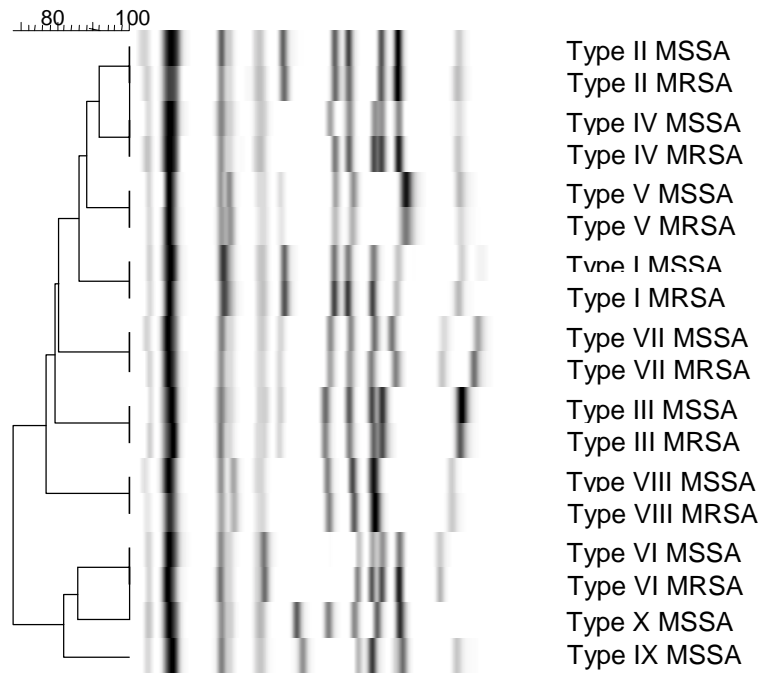 80 100
Type II MSSA
Type II MRSA
Type IV MSSA
Type IV MRSA
Type V MSSA
Type V MRSA
Type I MSSA
Type I MRSA
Type VII MSSA
Type VII MRSA
Type III MSSA
Type III MRSA
Type VIII MSSA
Type VIII MRSA
Type VI MSSA
Type VI MRSA
Type X MSSA
Type IX MSSA